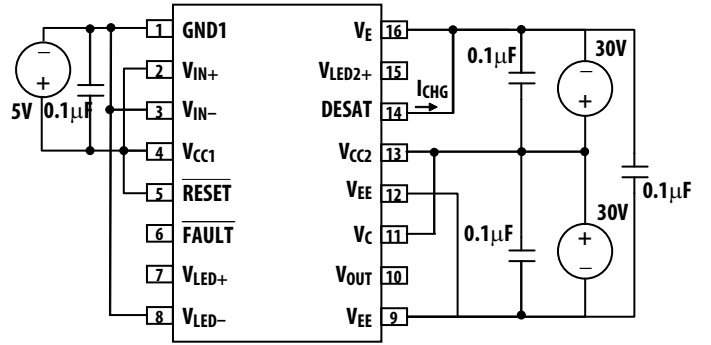 1 GND1
2 VIN+
3 VIN–
4 VCC1
5 RESET
6 FAULT
7 VLED+
8 VLED–
VE 16
VLED2+ 15
DESAT 14
VCC2 13
VEE 12
VC 11
VOUT 10
VEE 9
–
+
5V
0.1µF
ICHG
0.1µF
30V
–
+
0.1µF
30V
+
–
0.1µF